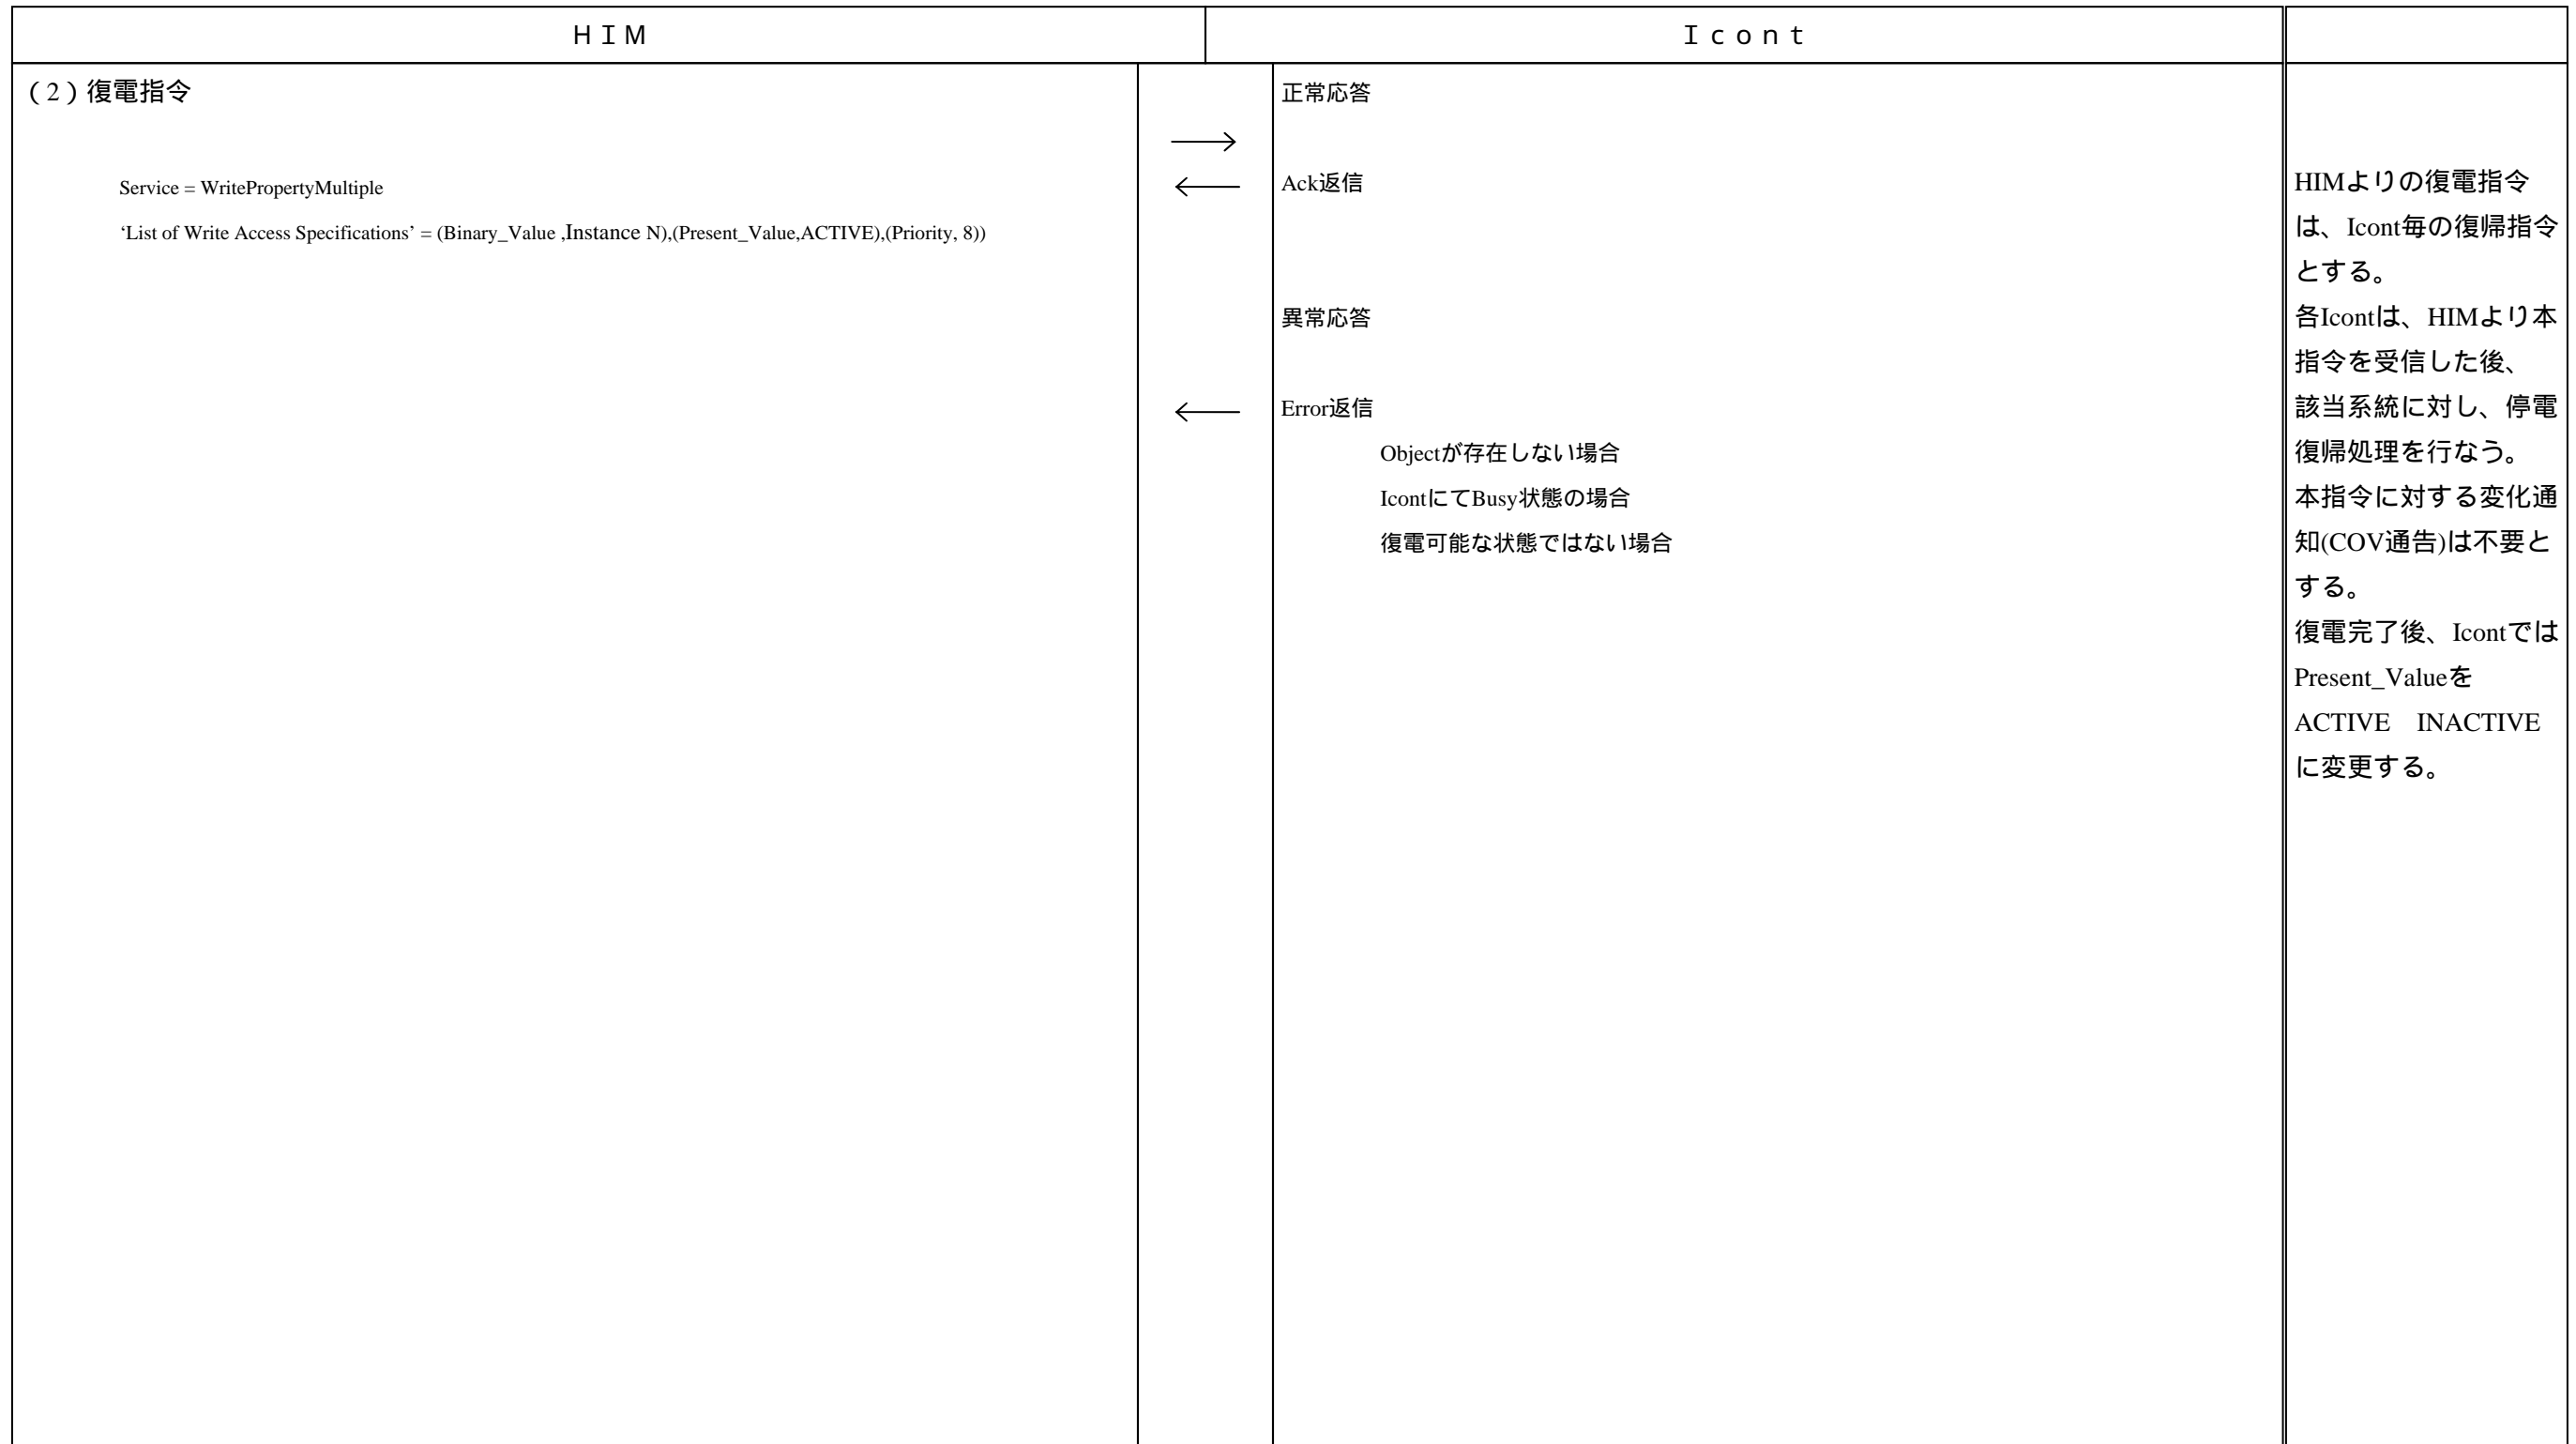 ＨＩＭ
Ｉｃｏｎｔ
（2）復電指令
Service = WritePropertyMultiple
‘List of Write Access Specifications’ = (Binary_Value ,Instance N),(Present_Value,ACTIVE),(Priority, 8))
→
←
←
正常応答
Ack返信
異常応答
Error返信
Objectが存在しない場合
IcontにてBusy状態の場合
復電可能な状態ではない場合
HIMよりの復電指令
は、Icont毎の復帰指令
とする。
各Icontは、HIMより本
指令を受信した後、
該当系統に対し、停電
復帰処理を行なう。
本指令に対する変化通
知(COV通告)は不要と
する。
復電完了後、Icontでは
Present_Valueを
ACTIVE　INACTIVE
に変更する。